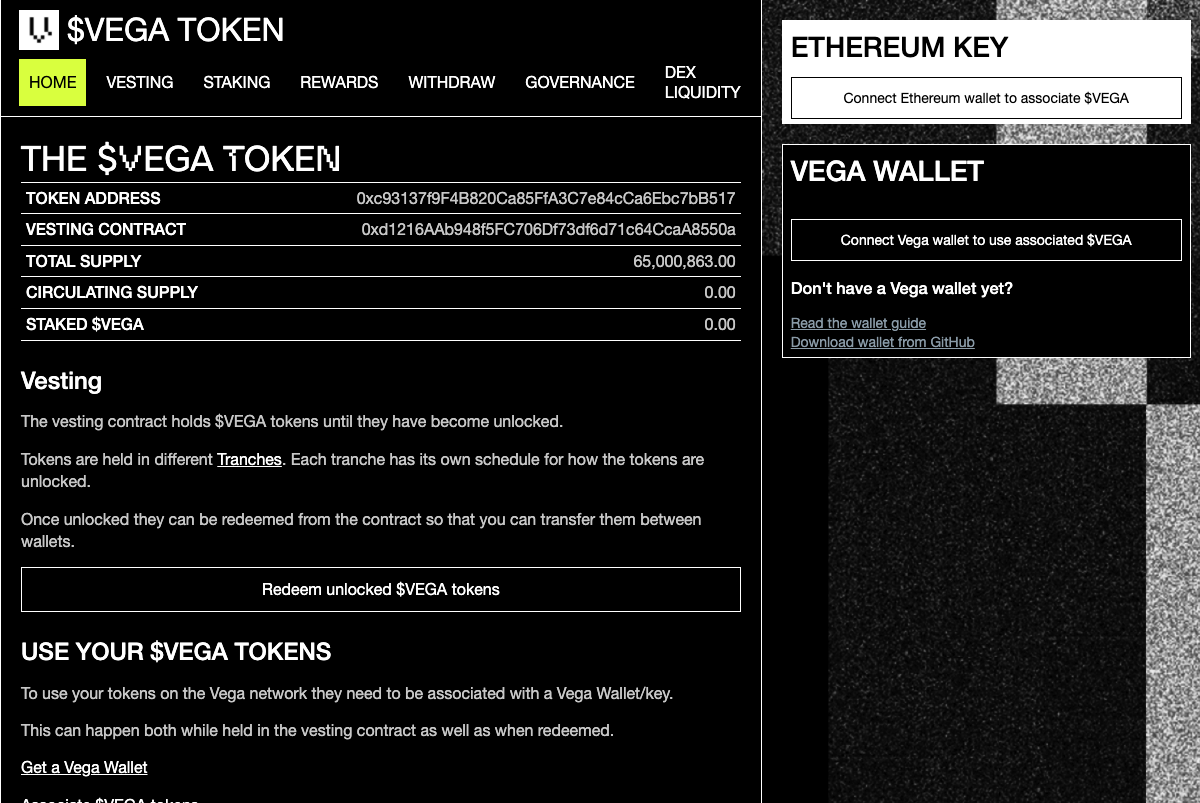 $VEGA TOKEN
HOME
VESTING
STAKING
REWARDS
WITHDRAW
GOVERNANCE
DEX
LIQUIDITY
THE $VEGA TOKEN
TOKEN ADDRESS 0xc93137f9F4B820Ca85FfA3C7e84cCa6Ebc7bB517
VESTING CONTRACT 0xd1216AAb948f5FC706Df73df6d71c64CcaA8550a
TOTAL SUPPLY 65,000,863.00
CIRCULATING SUPPLY 0.00
STAKED $VEGA 0.00
Vesting
The vesting contract holds $VEGA tokens until they have become unlocked.
Tokens are held in different Tranches. Each tranche has its own schedule for how the tokens are
unlocked.
Once unlocked they can be redeemed from the contract so that you can transfer them between
wallets.
Redeem unlocked $VEGA tokens
USE YOUR $VEGA TOKENS
To use your tokens on the Vega network they need to be associated with a Vega Wallet/key.
This can happen both while held in the vesting contract as well as when redeemed.
Get a Vega Wallet
Associate $VEGA tokens
ETHEREUM KEY
Connect Ethereum wallet to associate $VEGA
VEGA WALLET
Connect Vega wallet to use associated $VEGA
Don't have a Vega wallet yet?
Read the wallet guide
Download wallet from GitHub